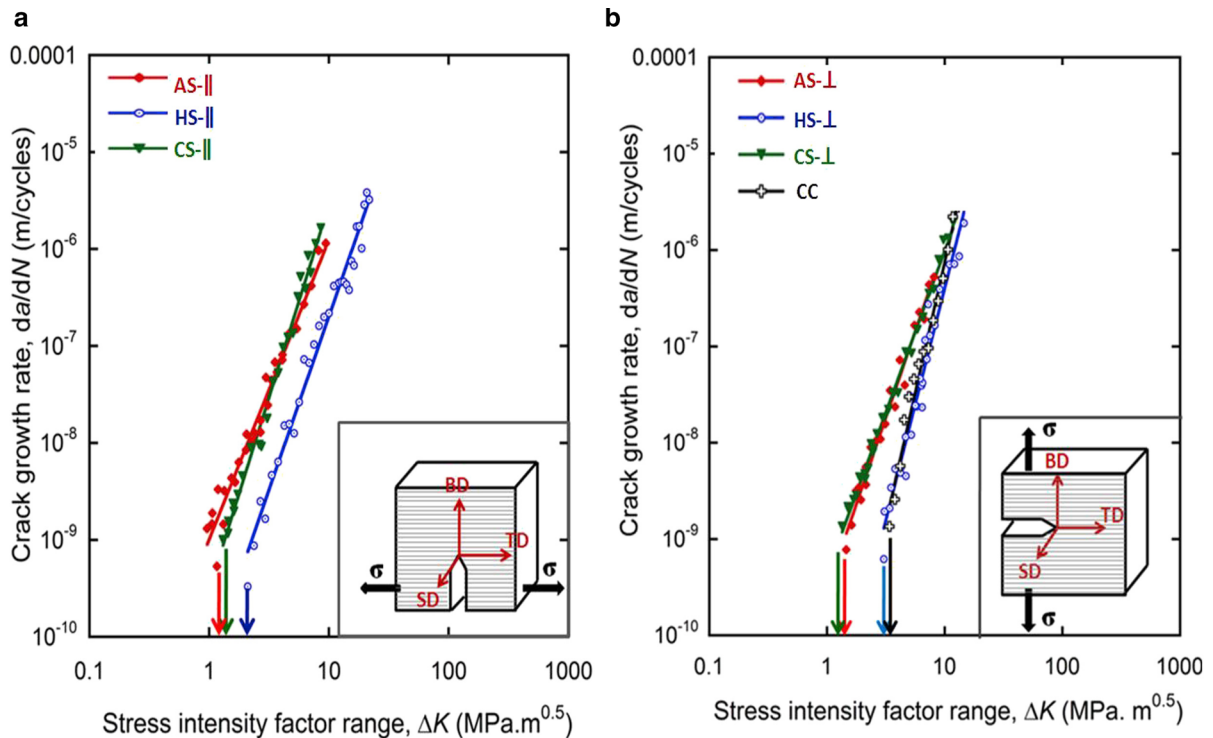 a
0.0001
10-5
10-6
10-7
10-8
10-9
10-10
0.1
1
10
100
1000
Crack growth rate, da/dN (m/cycles)
Stress intensity factor range, ΔK (MPa.m0.5)
AS-∥
HS-∥
CS-∥
BD
TD
SD
σ
σ
b
0.0001
10-5
10-6
10-7
10-8
10-9
10-10
0.1
1
10
100
1000
Crack growth rate, da/dN (m/cycles)
Stress intensity factor range, ΔK (MPa. m0.5)
AS-⊥
HS-⊥
CS-⊥
CC
σ
BD
TD
SD
σ